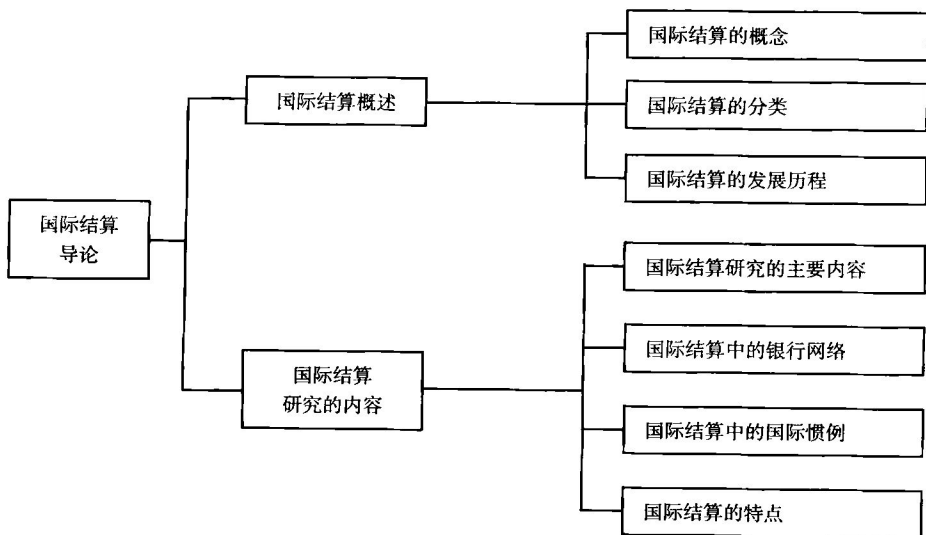 国际结算
导论
国际结算概述
国际结算的概念
国际结算的分类
国际结算的发展历程
国际结算
研究的内容
国际结算研究的主要内容
国际结算中的银行网络
国际结算中的国际惯例
国际结算的特点